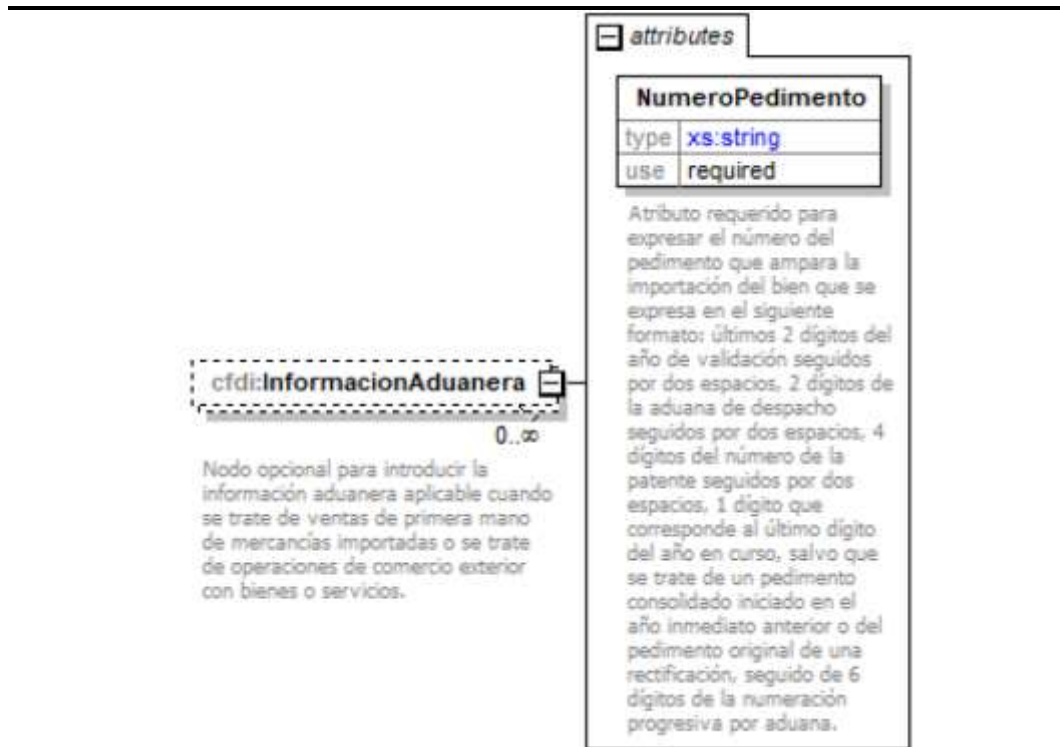 attributes
NumeroPedimento
type xs:string
use required
Atributo requerido para
expresar el número del
pedimento que ampara la
importación del bien que se
expresa en el siguiente
formato: últimos 2 dígitos del
año de validación seguidos
por dos espacios, 2 dígitos de
la aduana de despacho
seguidos por dos espacios, 4
dígitos del número de la
patente seguidos por dos
espacios, 1 dígito que
corresponde al último dígito
del año en curso, salvo que
se trate de un pedimento
consolidado iniciado en el
año inmediato anterior o del
pedimento original de una
rectificación, seguido de 6
dígitos de la numeración
progresiva por aduana.
cfdi:InformacionAduanera
0..∞
Nodo opcional para introducir la
información aduanera aplicable cuando
se trate de ventas de primera mano
de mercancías importadas o se trate
de operaciones de comercio exterior
con bienes o servicios.